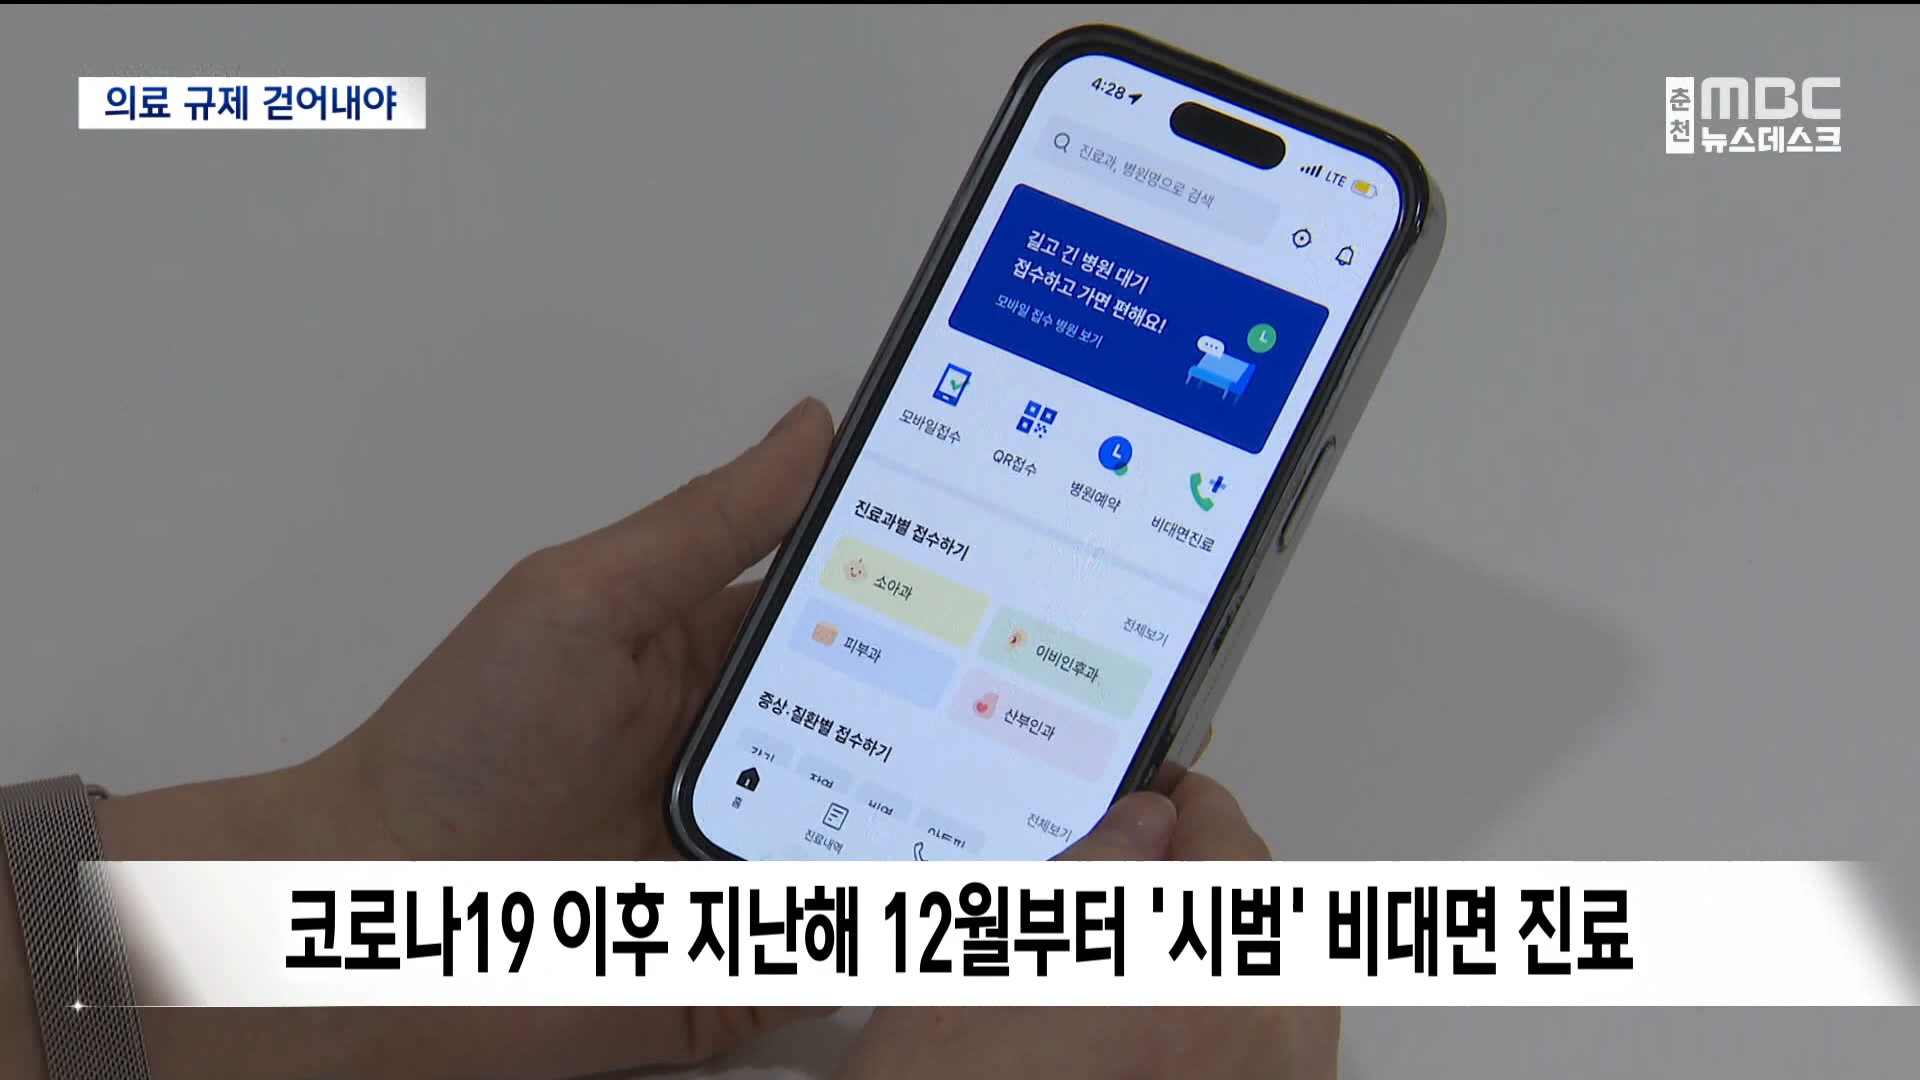 의료 규제 걷어내야
춘천
MBC
뉴스데스크
4:28
LTE
진료과, 병원명으로 검색
길고 긴 병원 대기
접수하고 가면 편해요!
모바일 접수 병원 보기
모바일접수
QR접수
병원예약
비대면진료
진료과별 접수하기
전체보기
소아과
이비인후과
피부과
산부인과
증상·질환별 접수하기
전체보기
감기
홈
진료내역
코로나19 이후 지난해 12월부터 '시범' 비대면 진료